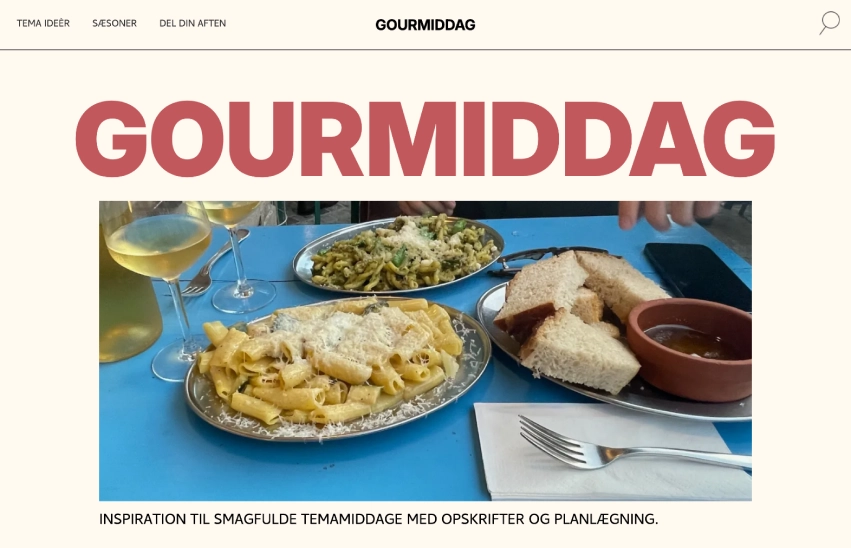 TEMA IDEÉR
SÆSONER
DEL DIN AFTEN
GOURMIDDAG
GOURMIDDAG
INSPIRATION TIL SMAGFULDE TEMAMIDDAGE MED OPSKRIFTER OG PLANLÆGNING.